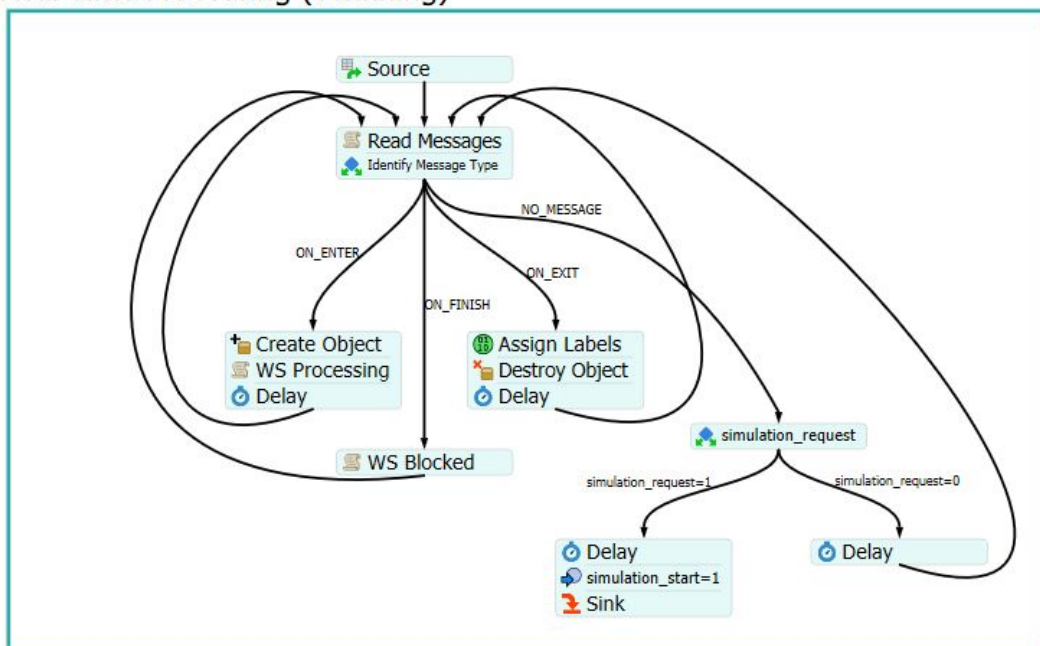 Source
Read Messages
Identify Message Type
NO_MESSAGE
ON_ENTER
ON_EXIT
ON_FINISH
Create Object
WS Processing
Delay
Assign Labels
Destroy Object
Delay
simulation_request
WS Blocked
simulation_request=1
simulation_request=0
Delay
simulation_start=1
Sink
Delay